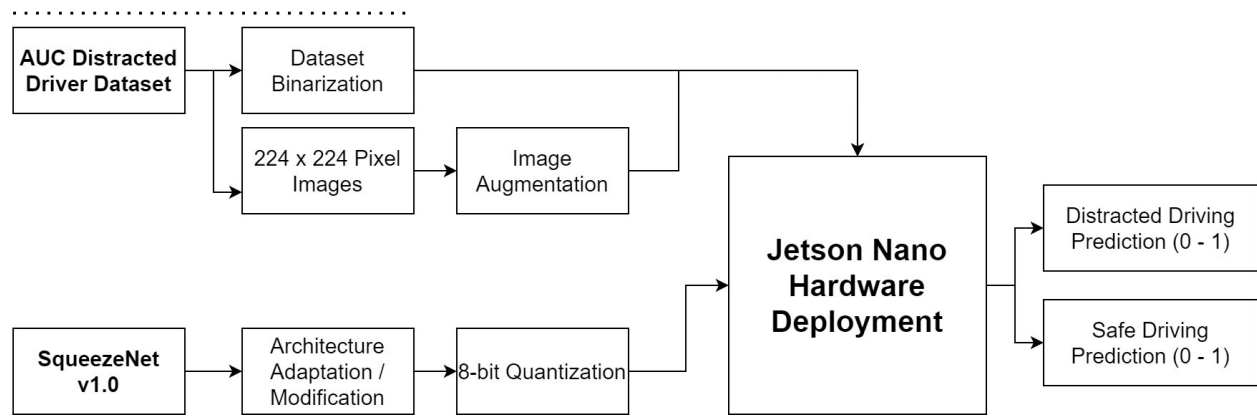 AUC Distracted
Driver Dataset
Dataset
Binarization
224 x 224 Pixel
Images
Image
Augmentation
Jetson Nano
Hardware
Deployment
Distracted Driving
Prediction (0 - 1)
Safe Driving
Prediction (0 - 1)
SqueezeNet
v1.0
Architecture
Adaptation /
Modification
8-bit Quantization